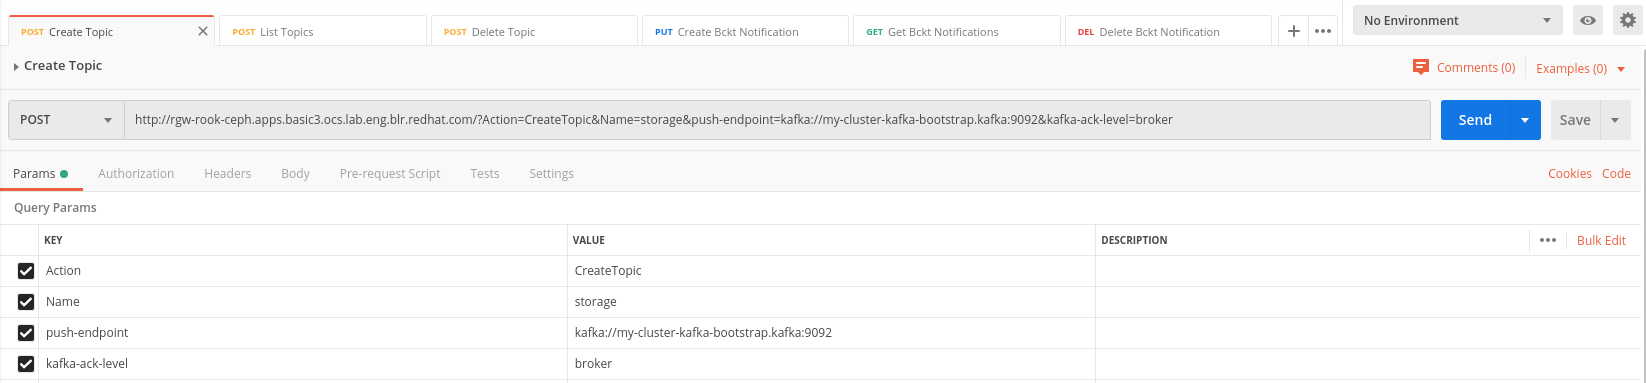 POST Create Topic POST List Topics POST Delete Topic PUT Create Bckt Notification GET Get Bckt Notifications DEL Delete Bckt Notification No Environment
Create Topic Comments (0) Examples (0)
POST http://rgw-rook-ceph.apps.basic3.ocs.lab.eng.blr.redhat.com/?Action=CreateTopic&Name=storage&push-endpoint=kafka://my-cluster-kafka-bootstrap.kafka:9092&kafka-ack-level=broker Send Save
Params Authorization Headers Body Pre-request Script Tests Settings Cookies Code
Query Params
KEY VALUE DESCRIPTION Bulk Edit
Action CreateTopic
Name storage
push-endpoint kafka://my-cluster-kafka-bootstrap.kafka:9092
kafka-ack-level broker